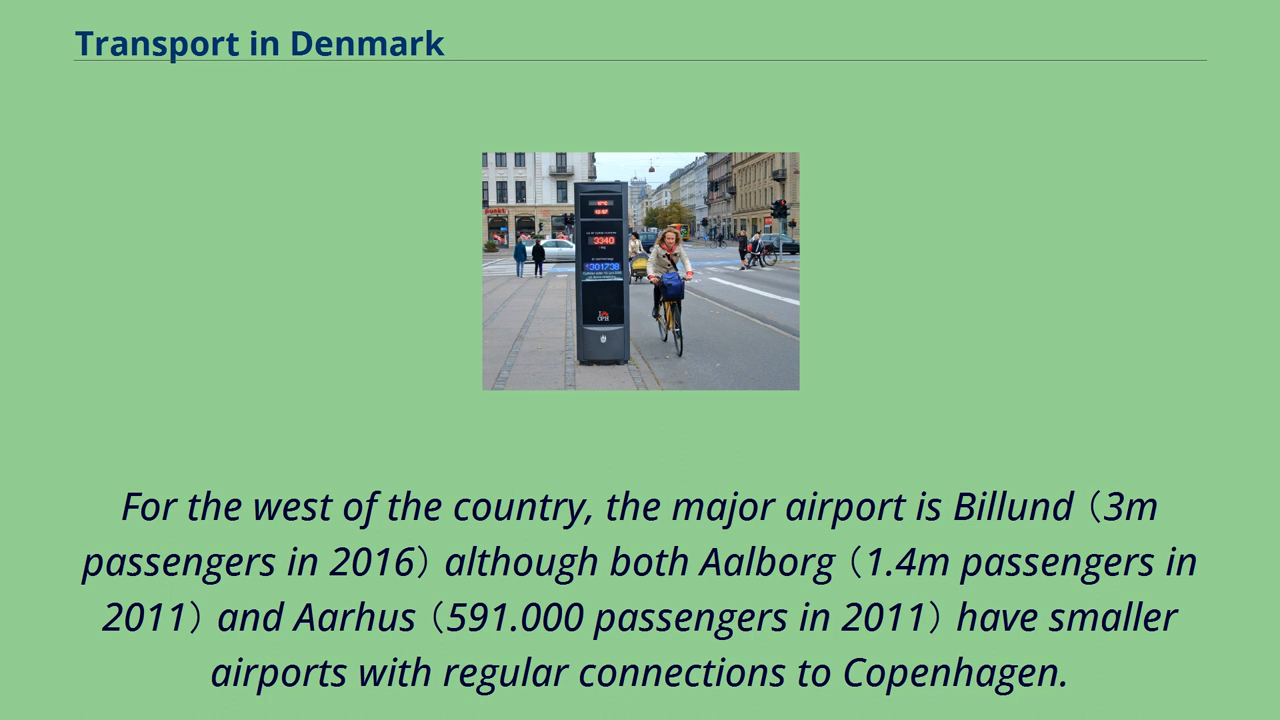 Transport in Denmark
3340
1301738
For the west of the country, the major airport is Billund (3m
passengers in 2016) although both Aalborg (1.4m passengers in
2011) and Aarhus (591.000 passengers in 2011) have smaller
airports with regular connections to Copenhagen.